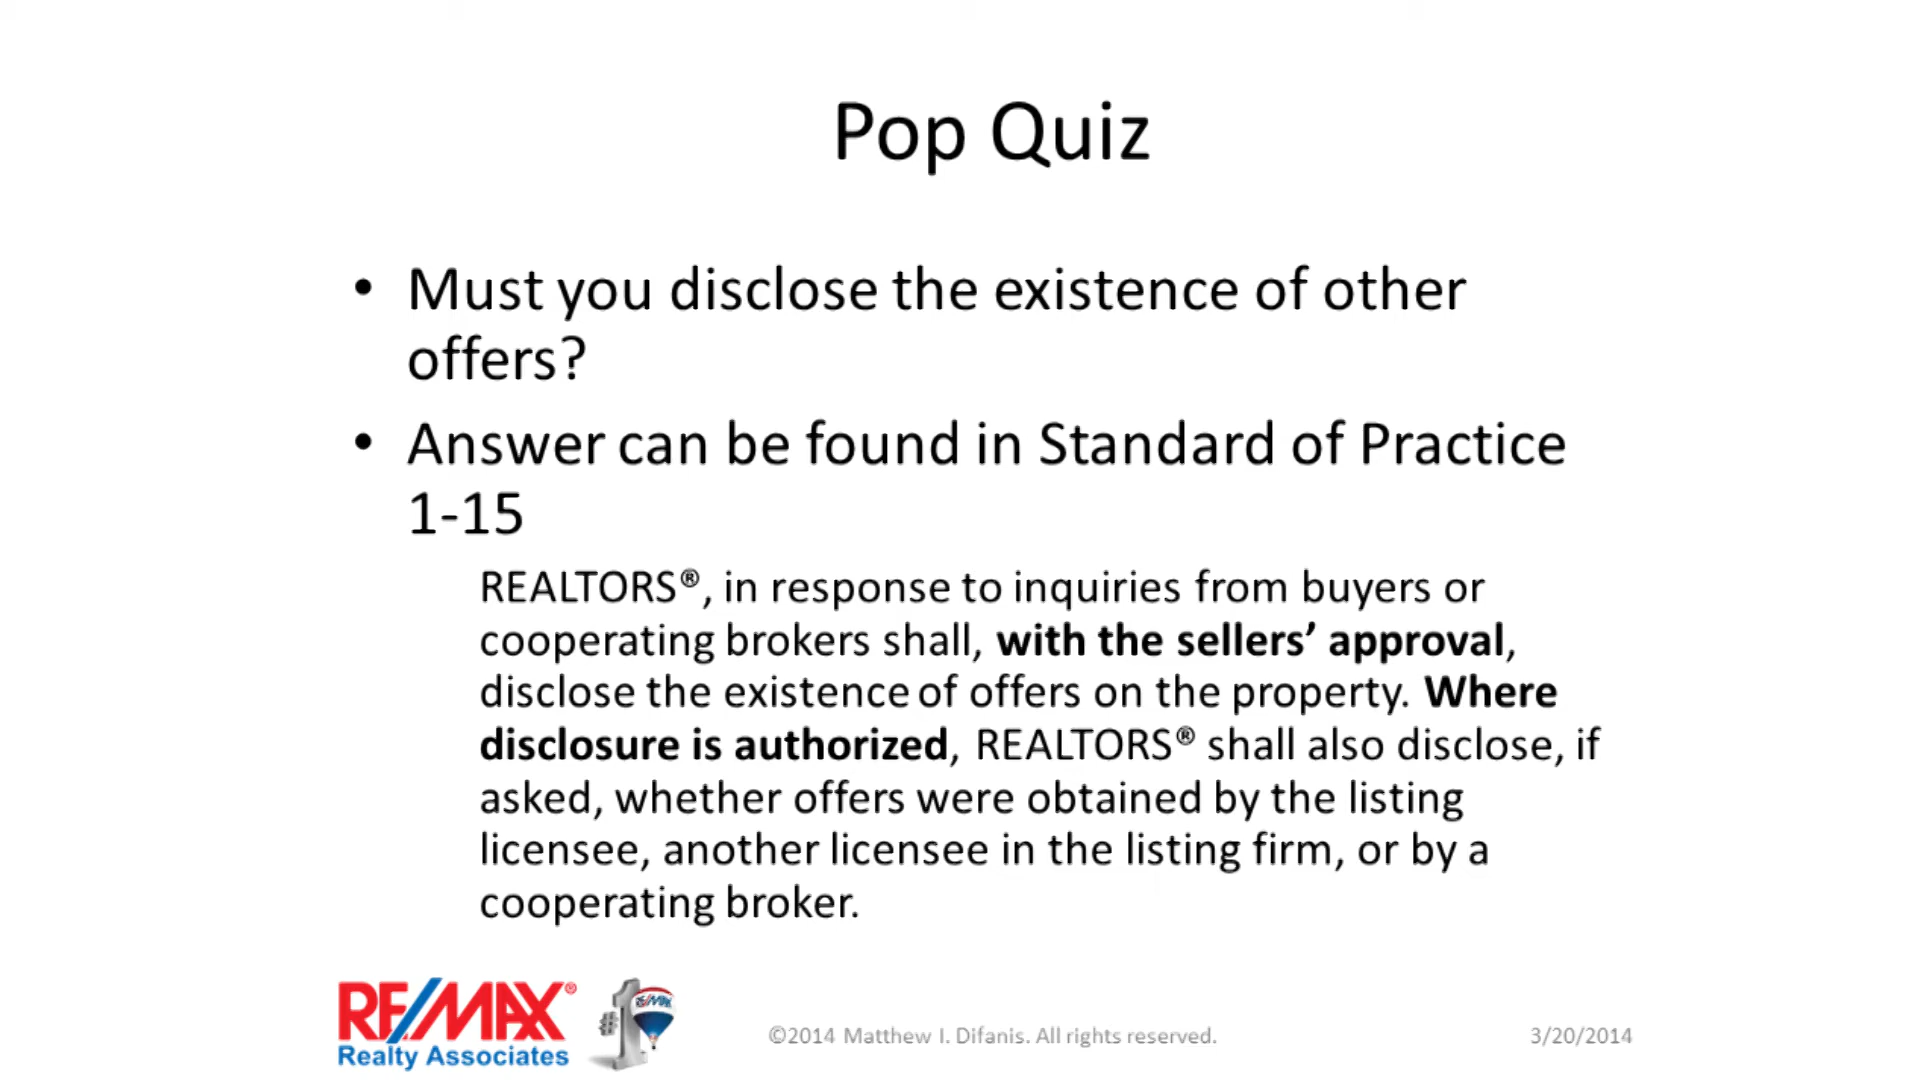 Pop Quiz
• Must you disclose the existence of other
offers?
• Answer can be found in Standard of Practice
1-15
REALTORS®, in response to inquiries from buyers or
cooperating brokers shall, with the sellers’ approval,
disclose the existence of offers on the property. Where
disclosure is authorized, REALTORS® shall also disclose, if
asked, whether offers were obtained by the listing
licensee, another licensee in the listing firm, or by a
cooperating broker.
RE/MAX®
Realty Associates
#1
RE/MAX
©2014 Matthew I. Difanis. All rights reserved.
3/20/2014